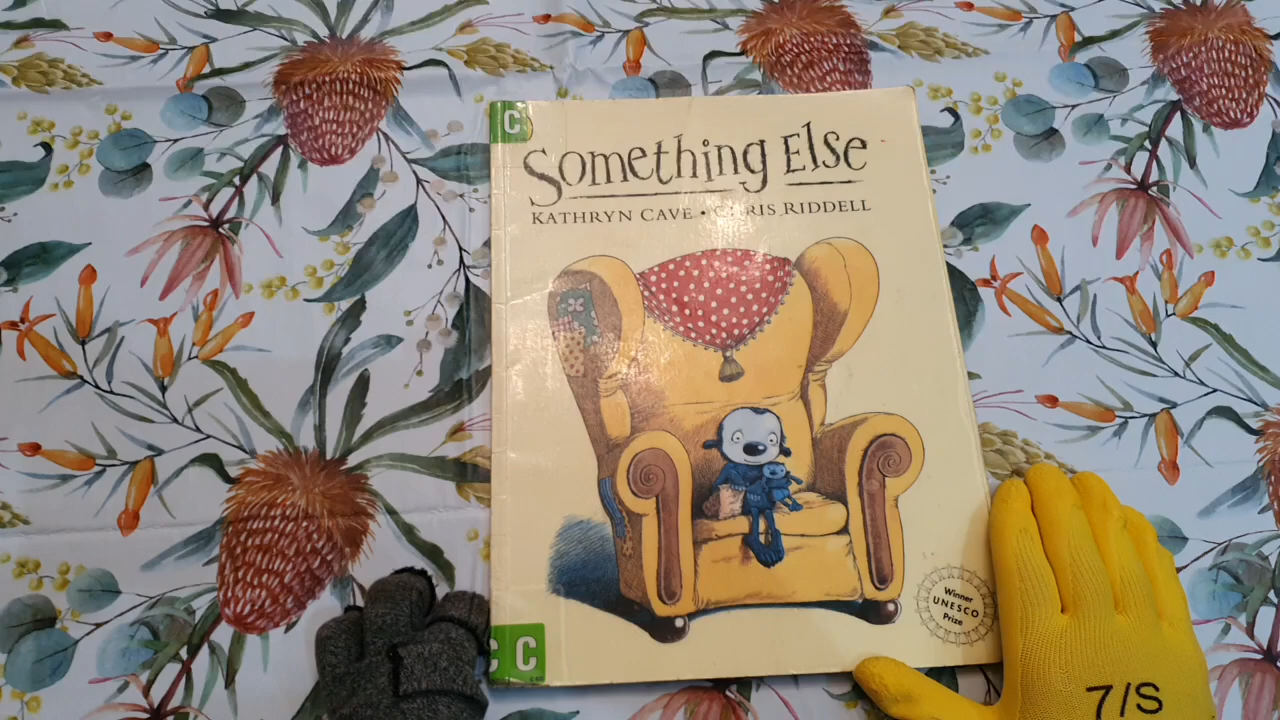 C
Something Else
KATHRYN CAVE • CHRIS RIDDELL
Winner
UNESCO
Prize
C C
7/S